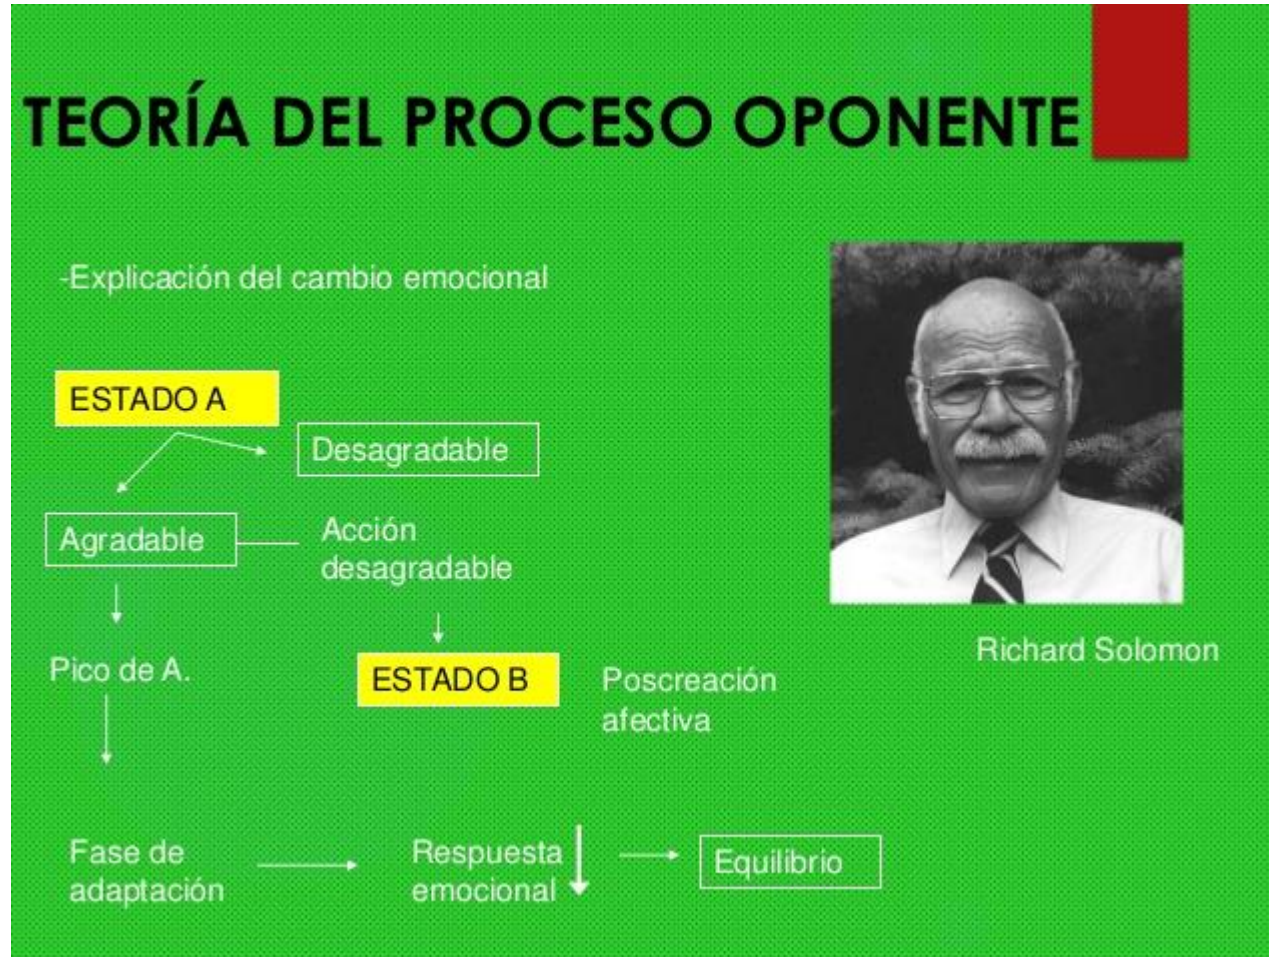 TEORÍA DEL PROCESO OPONENTE
-Explicación del cambio emocional
ESTADO A
Desagradable
Agradable
Acción
desagradable
Pico de A.
ESTADO B
Poscreación
afectiva
Richard Solomon
Fase de
adaptación
Respuesta
emocional
Equilibrio